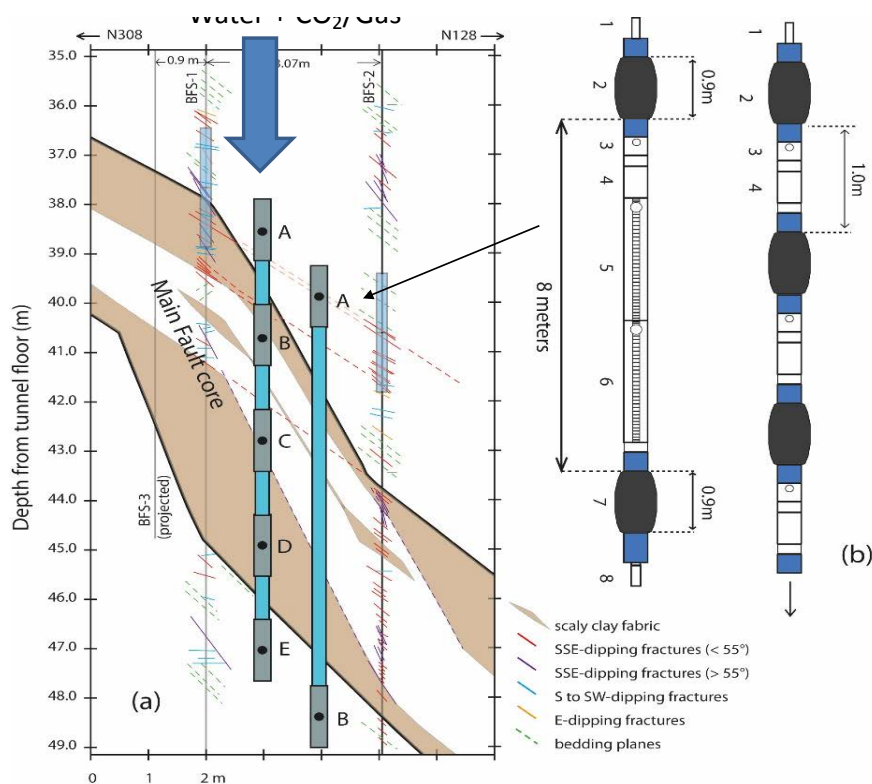 Water + CO₂/Gas
N308
N128
0.9 m
3.07m
BFS-1
BFS-2
BFS-3
(projected)
Depth from tunnel floor (m)
35.0
36.0
37.0
38.0
39.0
40.0
41.0
42.0
43.0
44.0
45.0
46.0
47.0
48.0
49.0
0
1
2 m
Main Fault core
A
B
C
D
E
A
B
(a)
1
2
3
4
5
6
7
8
0.9m
8 meters
0.9m
1
2
3
4
1.0m
(b)
scaly clay fabric
SSE-dipping fractures (< 55°)
SSE-dipping fractures (> 55°)
S to SW-dipping fractures
E-dipping fractures
bedding planes